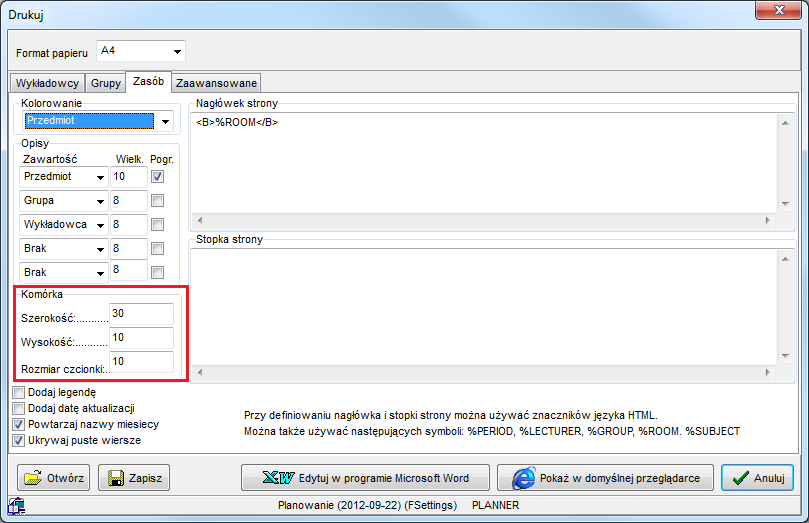 Drukuj
Format papieru A4
Wykładowcy Grupy Zasób Zaawansowane
Kolorowanie
Przedmiot
Opisy
Zawartość Wielk. Pogr.
Przedmiot 10
Grupa 8
Wykładowca 8
Brak 8
Brak 8
Komórka
Szerokość:........... 30
Wysokość:........... 10
Rozmiar czcionki:.. 10
Dodaj legendę
Dodaj datę aktualizacji
Powtarzaj nazwy miesiecy
Ukrywaj puste wiersze
Nagłówek strony
<B>%ROOM</B>
Stopka strony
Przy definiowaniu nagłówka i stopki strony można używać znaczników języka HTML.
Można także używać następujących symboli: %PERIOD, %LECTURER, %GROUP, %ROOM. %SUBJECT
Otwórz Zapisz XW Edytuj w programie Microsoft Word Pokaż w domyślnej przeglądarce Anuluj
Planowanie (2012-09-22) (FSettings) PLANNER